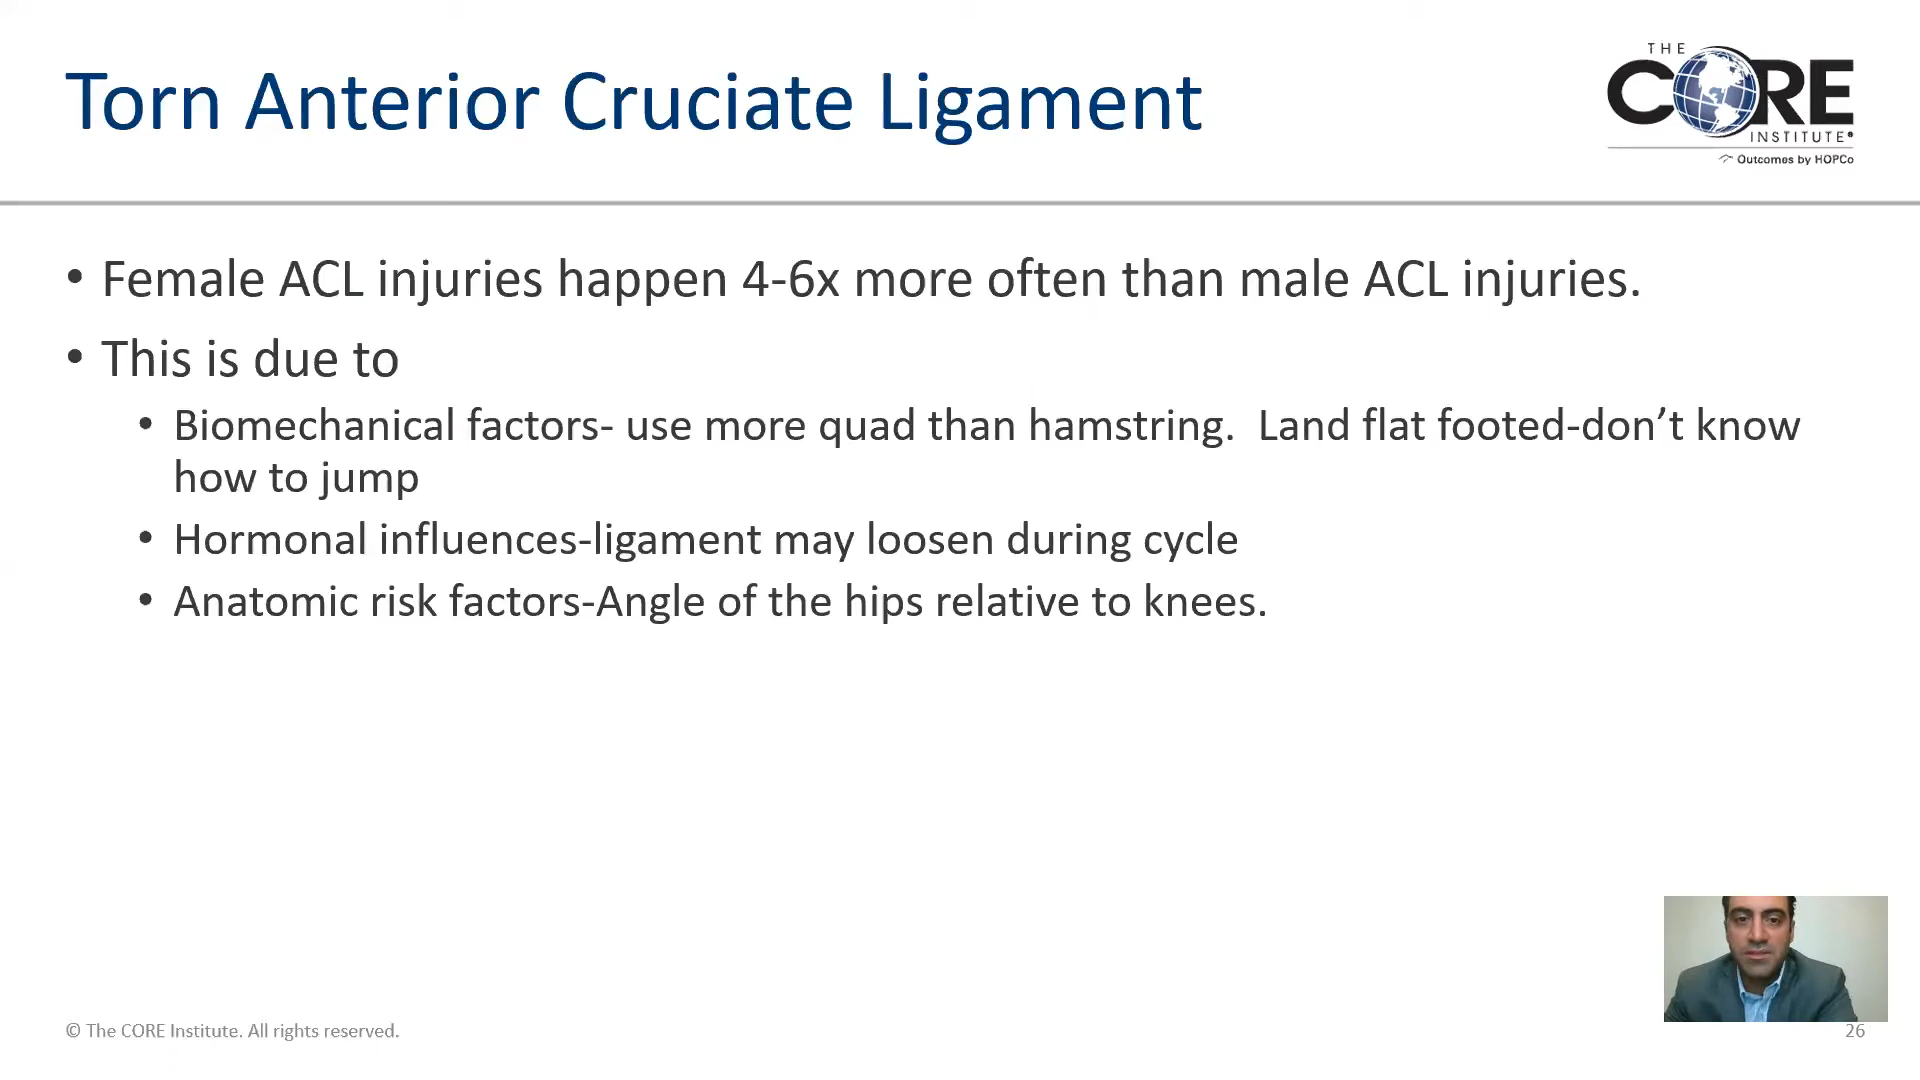 Torn Anterior Cruciate Ligament
THE
CORE
INSTITUTE®
Outcomes by HOPCo
• Female ACL injuries happen 4-6x more often than male ACL injuries.
• This is due to
• Biomechanical factors- use more quad than hamstring.  Land flat footed-don’t know
how to jump
• Hormonal influences-ligament may loosen during cycle
• Anatomic risk factors-Angle of the hips relative to knees.
© The CORE Institute. All rights reserved.
26